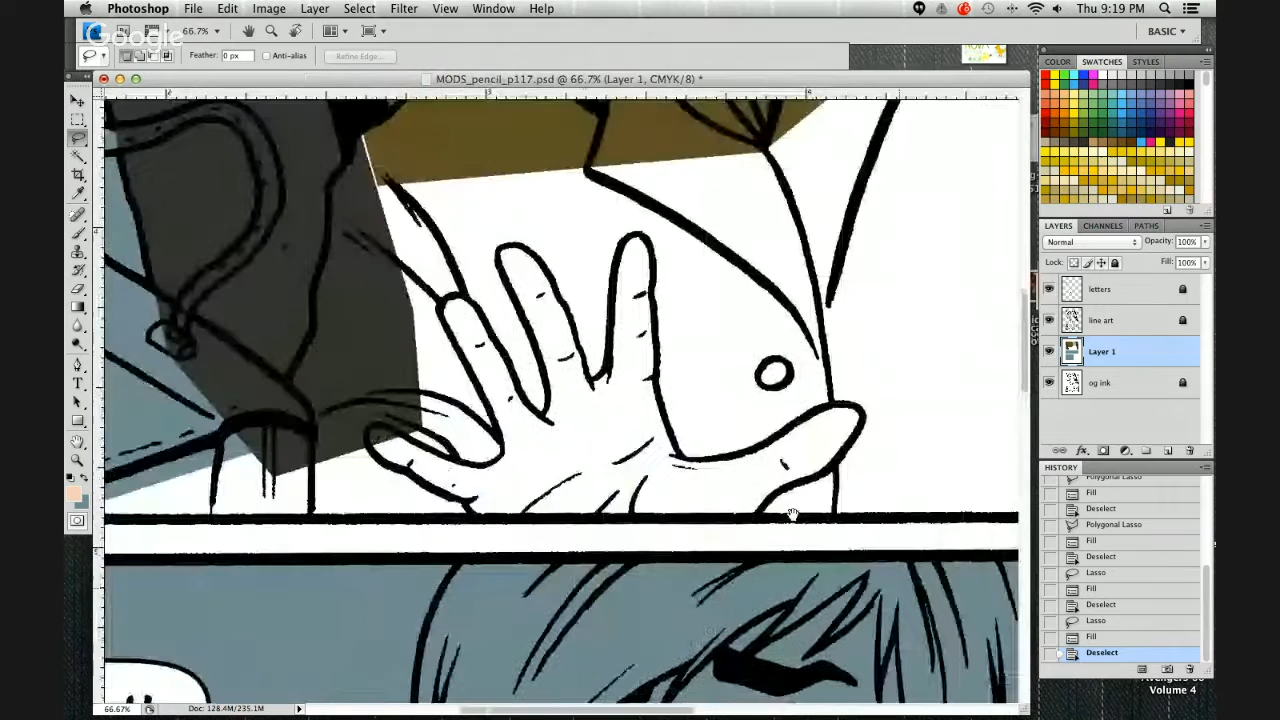 Photoshop File Edit Image Layer Select Filter View Window Help
Thu 9:19 PM
Google
66.7%
BASIC
Feather: 0 px
Anti-alias
Refine Edge...
MODS_pencil_p117.psd @ 66.7% (Layer 1, CMYK/8) *
COLOR SWATCHES STYLES
LAYERS CHANNELS PATHS
Normal
Opacity: 100%
Lock:
Fill: 100%
letters
line art
Layer 1
og ink
HISTORY
Polygonal Lasso
Fill
Deselect
Polygonal Lasso
Fill
Deselect
Lasso
Fill
Deselect
Lasso
Fill
Deselect
Volume 4
66.67%
Doc: 128.4M/235.1M